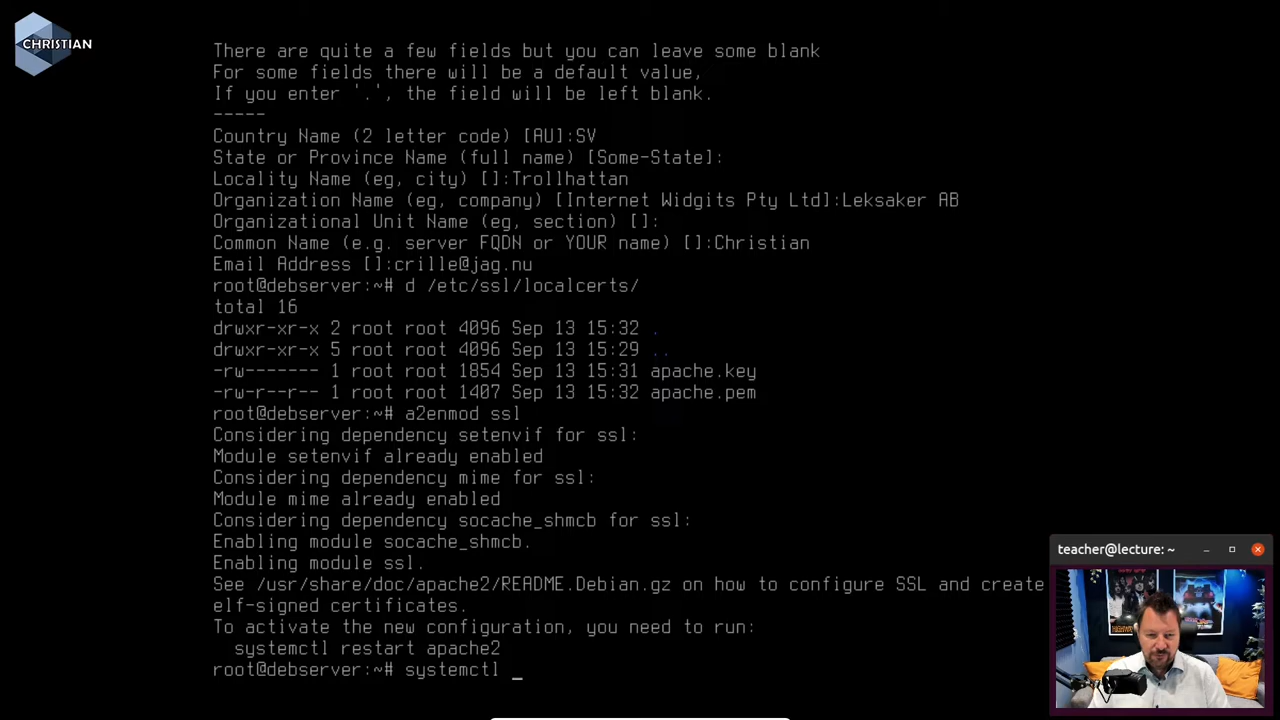 CHRISTIAN
There are quite a few fields but you can leave some blank
For some fields there will be a default value,
If you enter '.', the field will be left blank.
-----
Country Name (2 letter code) [AU]:SV
State or Province Name (full name) [Some-State]:
Locality Name (eg, city) []:Trollhattan
Organization Name (eg, company) [Internet Widgits Pty Ltd]:Leksaker AB
Organizational Unit Name (eg, section) []:
Common Name (e.g. server FQDN or YOUR name) []:Christian
Email Address []:crille@jag.nu
root@debserver:~# d /etc/ssl/localcerts/
total 16
drwxr-xr-x 2 root root 4096 Sep 13 15:32 .
drwxr-xr-x 5 root root 4096 Sep 13 15:29 ..
-rw------- 1 root root 1854 Sep 13 15:31 apache.key
-rw-r--r-- 1 root root 1407 Sep 13 15:32 apache.pem
root@debserver:~# a2enmod ssl
Considering dependency setenvif for ssl:
Module setenvif already enabled
Considering dependency mime for ssl:
Module mime already enabled
Considering dependency socache_shmcb for ssl:
Enabling module socache_shmcb.
Enabling module ssl.
See /usr/share/doc/apache2/README.Debian.gz on how to configure SSL and create
elf-signed certificates.
To activate the new configuration, you need to run:
  systemctl restart apache2
root@debserver:~# systemctl _
teacher@lecture: ~